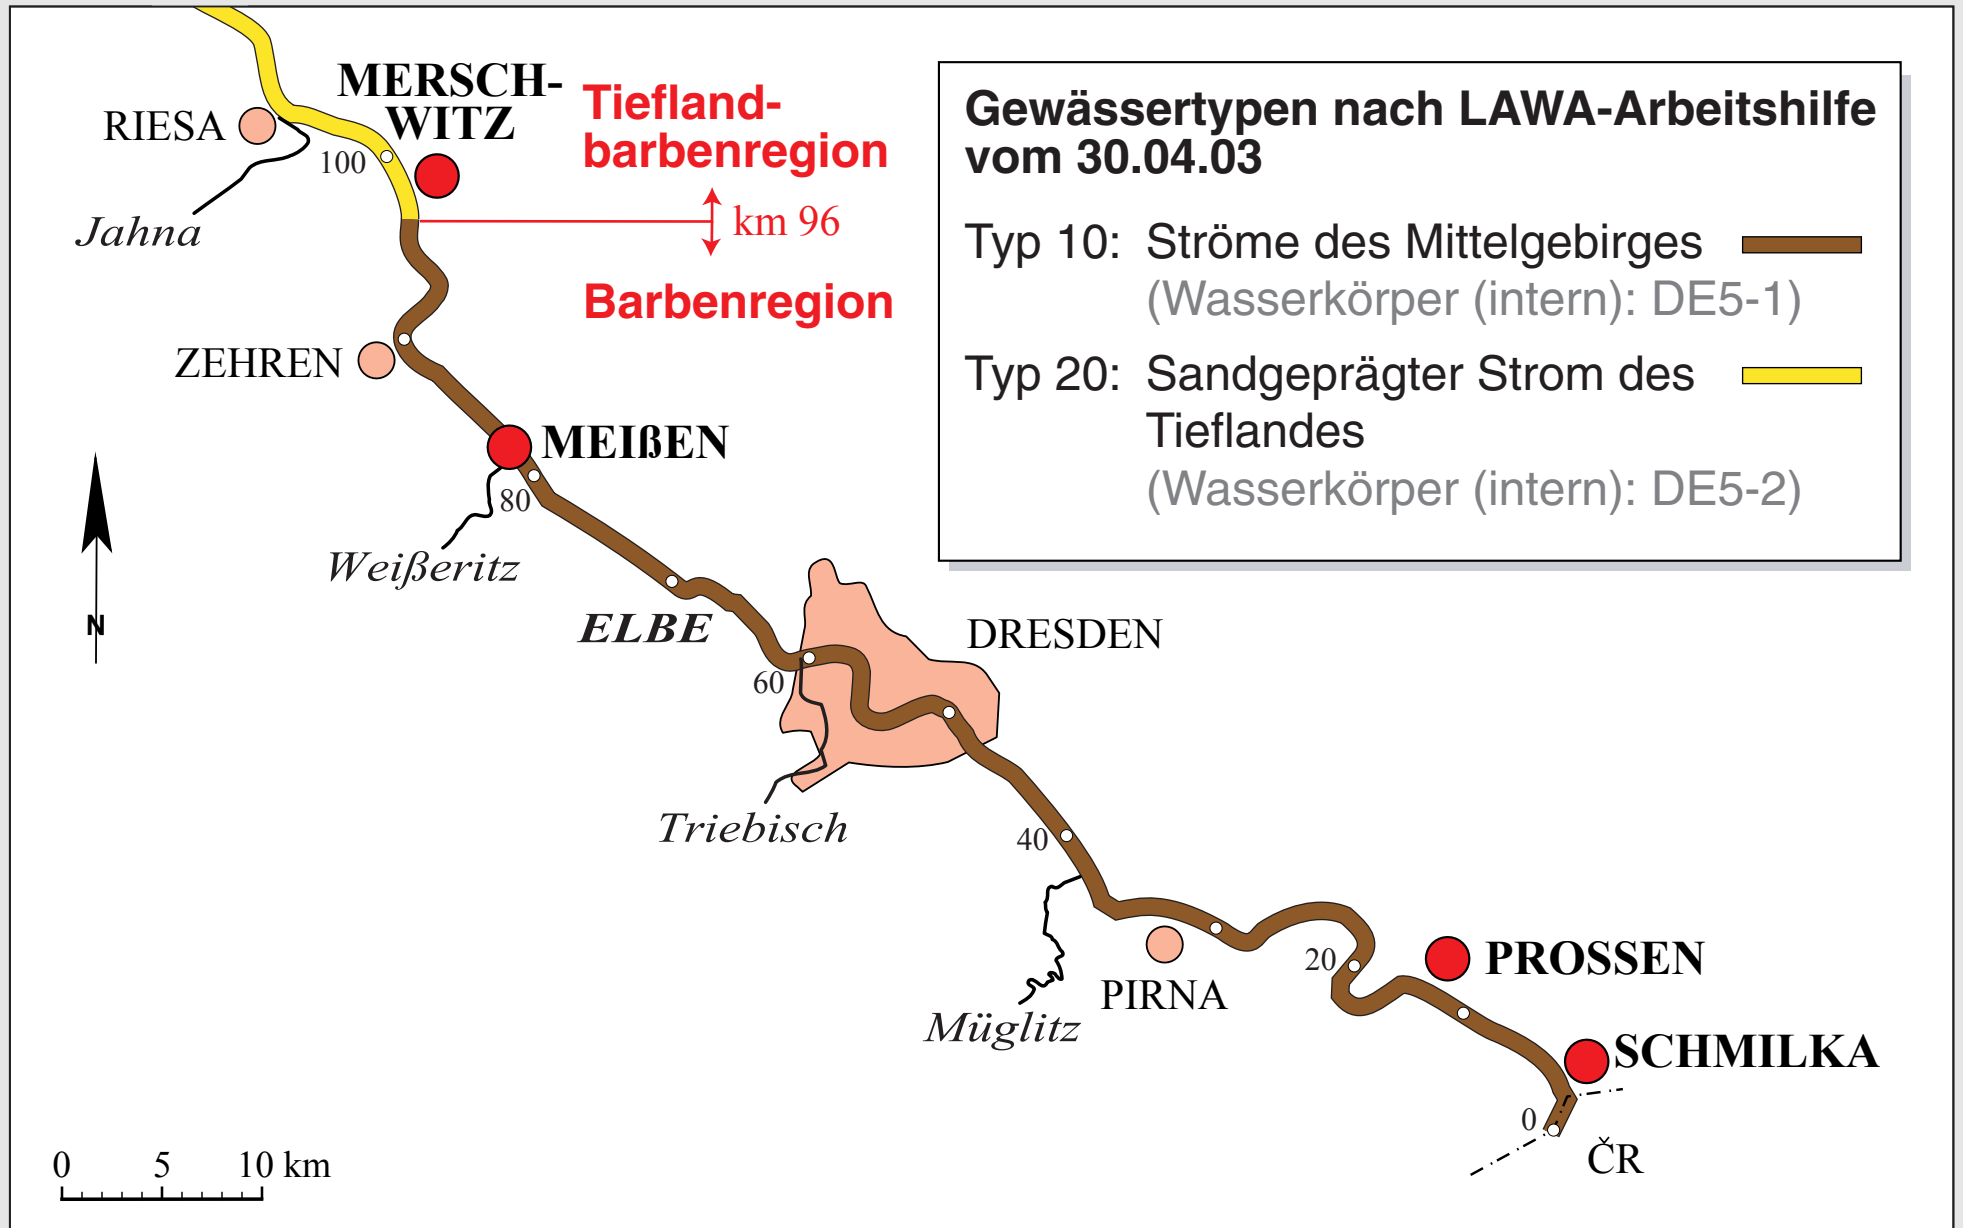 MERSCH-
WITZ
RIESA
100
Jahna
Tiefland-
barbenregion
km 96
Barbenregion
Gewässertypen nach LAWA-Arbeitshilfe
vom 30.04.03
Typ 10: Ströme des Mittelgebirges
(Wasserkörper (intern): DE5-1)
Typ 20: Sandgeprägter Strom des
Tieflandes
(Wasserkörper (intern): DE5-2)
ZEHREN
MEIßEN
80
Weißeritz
N
ELBE
DRESDEN
60
Triebisch
40
Müglitz
PIRNA
20
PROSSEN
SCHMILKA
0
ČR
0 5 10 km